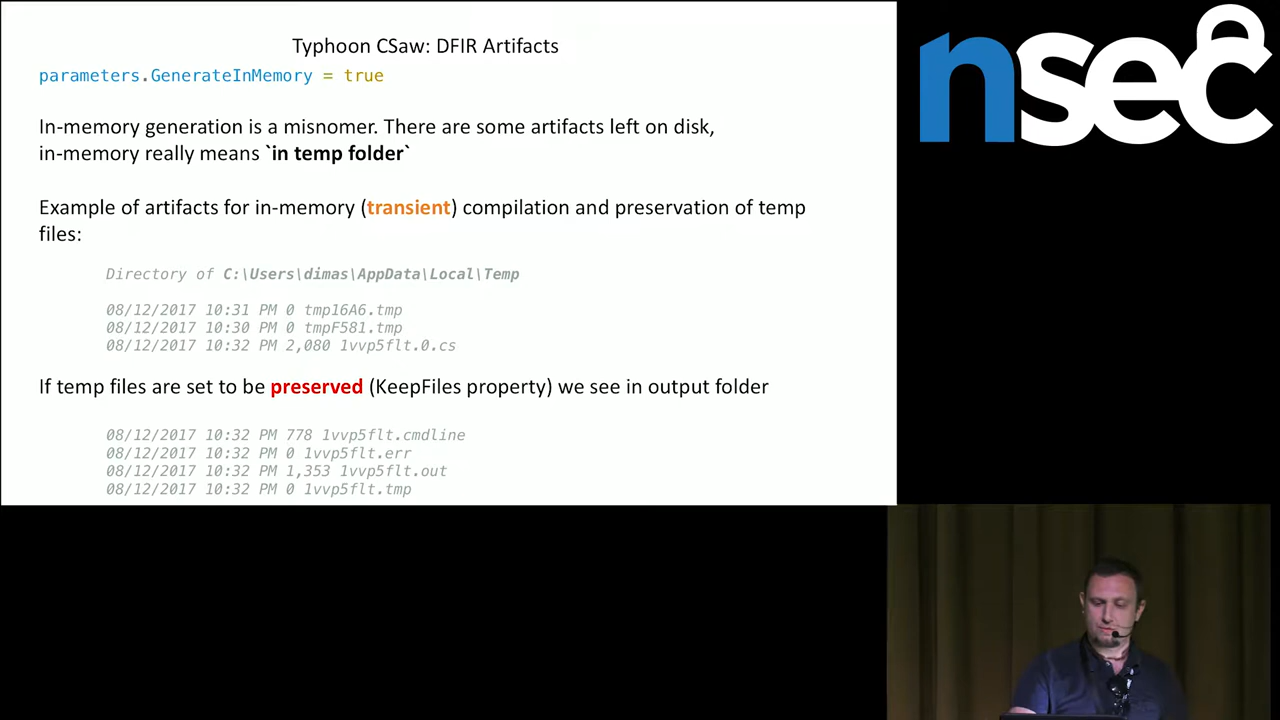 Typhoon CSaw: DFIR Artifacts
parameters.GenerateInMemory = true
In-memory generation is a misnomer. There are some artifacts left on disk,
in-memory really means `in temp folder`
Example of artifacts for in-memory (transient) compilation and preservation of temp
files:
Directory of C:\Users\dimas\AppData\Local\Temp
08/12/2017 10:31 PM 0 tmp16A6.tmp
08/12/2017 10:30 PM 0 tmpF581.tmp
08/12/2017 10:32 PM 2,080 1vvp5flt.0.cs
If temp files are set to be preserved (KeepFiles property) we see in output folder
08/12/2017 10:32 PM 778 1vvp5flt.cmdline
08/12/2017 10:32 PM 0 1vvp5flt.err
08/12/2017 10:32 PM 1,353 1vvp5flt.out
08/12/2017 10:32 PM 0 1vvp5flt.tmp
nsec